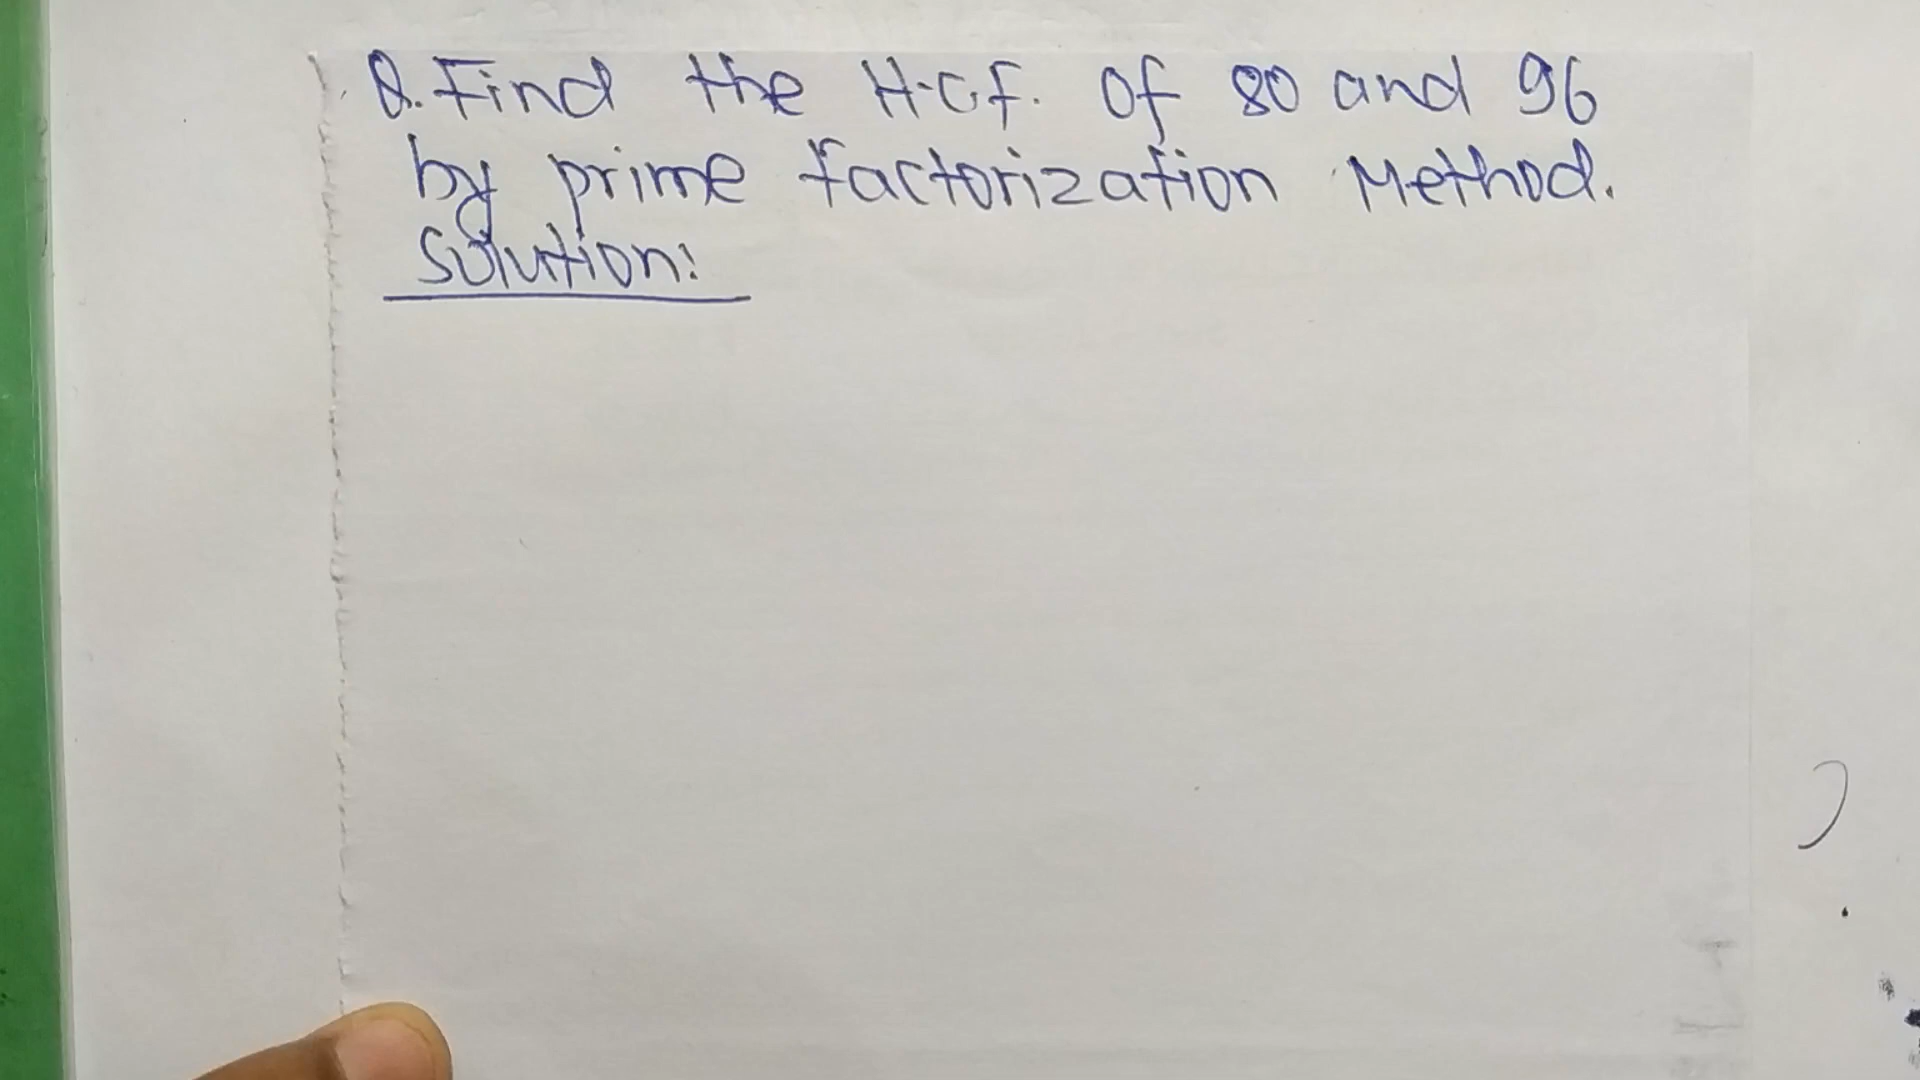 Q. Find the H.C.F. of 80 and 96
by prime factorization Method.
Solution: